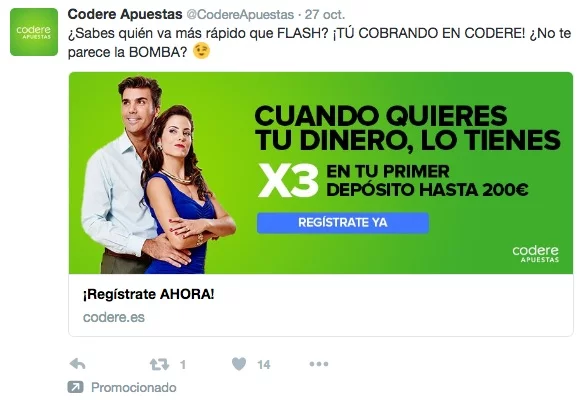 Codere Apuestas @CodereApuestas · 27 oct.
¿Sabes quién va más rápido que FLASH? ¡TÚ COBRANDO EN CODERE! ¿No te
parece la BOMBA? 😉
codere
APUESTAS
CUANDO QUIERES
TU DINERO, LO TIENES
X3 EN TU PRIMER
DEPÓSITO HASTA 200€
REGÍSTRATE YA
codere
APUESTAS
¡Regístrate AHORA!
codere.es
1 14
Promocionado